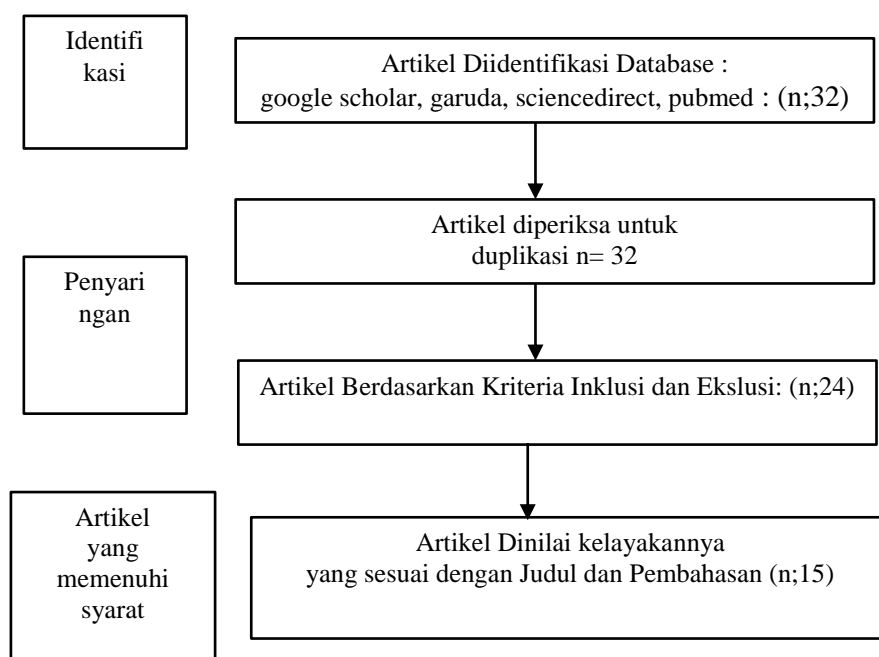 Identifi
kasi
Artikel Diidentifikasi Database :
google scholar, garuda, sciencedirect, pubmed : (n;32)
Artikel diperiksa untuk
duplikasi n= 32
Penyari
ngan
Artikel Berdasarkan Kriteria Inklusi dan Ekslusi: (n;24)
Artikel
yang
memenuhi
syarat
Artikel Dinilai kelayakannya
yang sesuai dengan Judul dan Pembahasan (n;15)